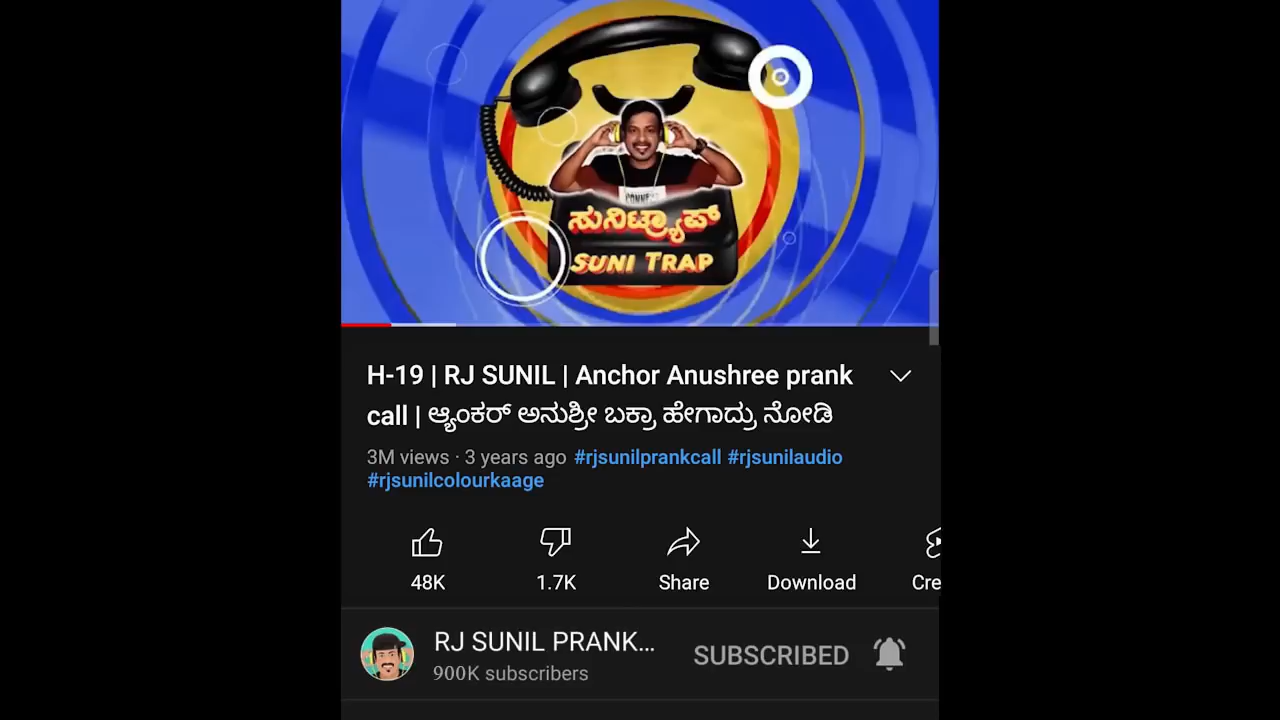 CONNE
ಸುನಿಟ್ರ್ಯಾಪ್
SUNI TRAP
H-19 | RJ SUNIL | Anchor Anushree prank
call | ಆ್ಯಂಕರ್ ಅನುಶ್ರೀ ಬಕ್ರಾ ಹೇಗಾದ್ರು ನೋಡಿ
3M views · 3 years ago #rjsunilprankcall #rjsunilaudio
#rjsunilcolourkaage
48K 1.7K Share Download Cre
RJ SUNIL PRANK... SUBSCRIBED
900K subscribers